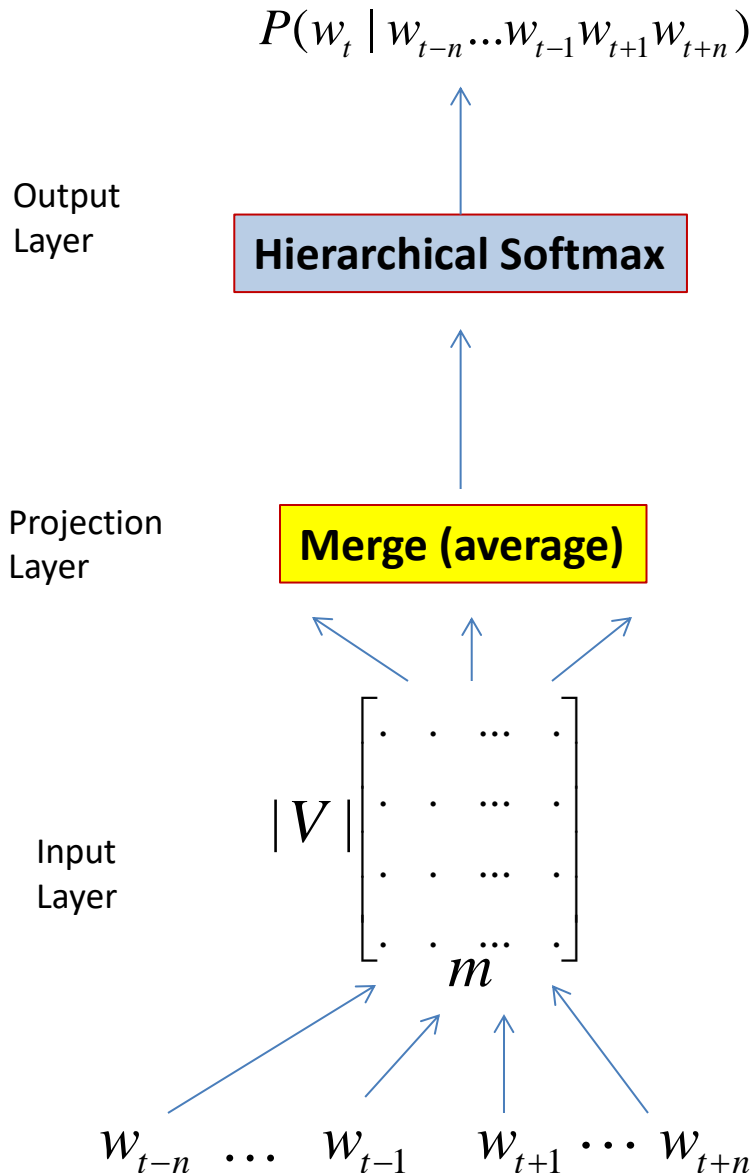 P(w_t | w_{t-n}...w_{t-1}w_{t+1}w_{t+n})
Output
Layer
Hierarchical Softmax
Projection
Layer
Merge (average)
. . ... .
|V|
. . ... .
Input
Layer
. . ... .
. . ... .
m
w_{t-n} ... w_{t-1} w_{t+1} ... w_{t+n}